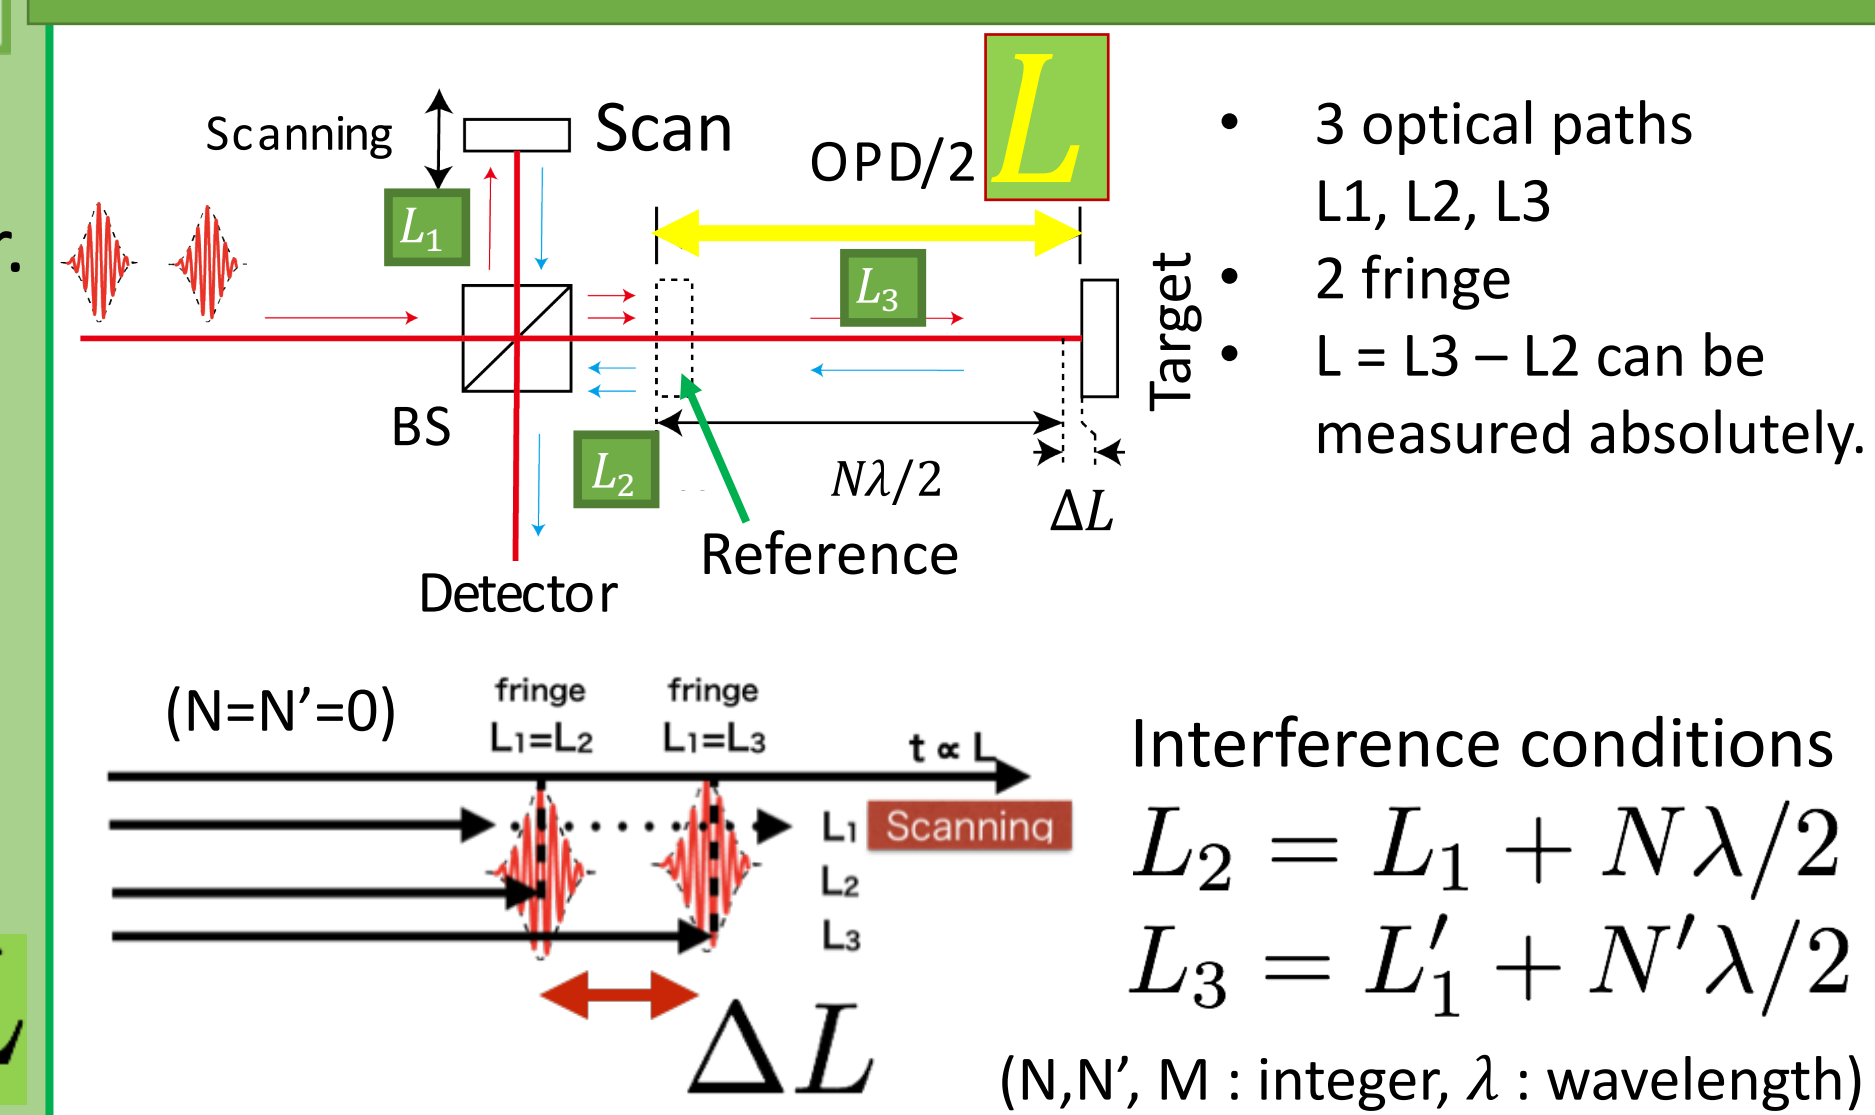 r.
Scanning
Scan
OPD/2
L
L₁
L₃
Target
BS
L₂
Nλ/2
ΔL
Reference
Detector
• 3 optical paths
L1, L2, L3
• 2 fringe
• L = L3 – L2 can be
measured absolutely.
(N=N’=0)
fringe
L₁=L₂
fringe
L₁=L₃
t ∝ L
L₁
Scanning
L₂
L₃
ΔL
Interference conditions
L₂ = L₁ + Nλ/2
L₃ = L′₁ + N′λ/2
(N,N’, M : integer, λ : wavelength)